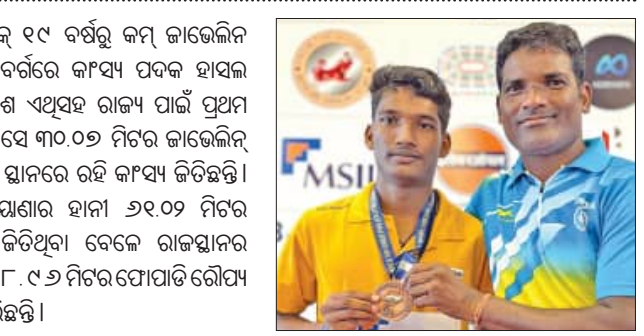 କ୍ ୧୯ ବର୍ଷରୁ କମ୍ ଜାଭେଲିନ
ବର୍ଗରେ କାଂସ୍ୟ ପଦକ ହାସଲ
ଶ ଏଥିସହ ରାଜ୍ୟ ପାଇଁ ପ୍ରଥମ
ସେ ୩୦.୦୭ ମିଟର ଜାଭେଲିନ୍
ସ୍ଥାନରେ ରହି କାଂସ୍ୟ ଜିତିଛନ୍ତି।
ୟାଣାର ହାନୀ ୬୧.୦୨ ମିଟର
ଜିତିଥିବା ବେଳେ ରାଜସ୍ଥାନର
୮.୯୬ ମିଟର ଫୋପାଡି ରୌପ୍ୟ
ଛନ୍ତି।
MSI